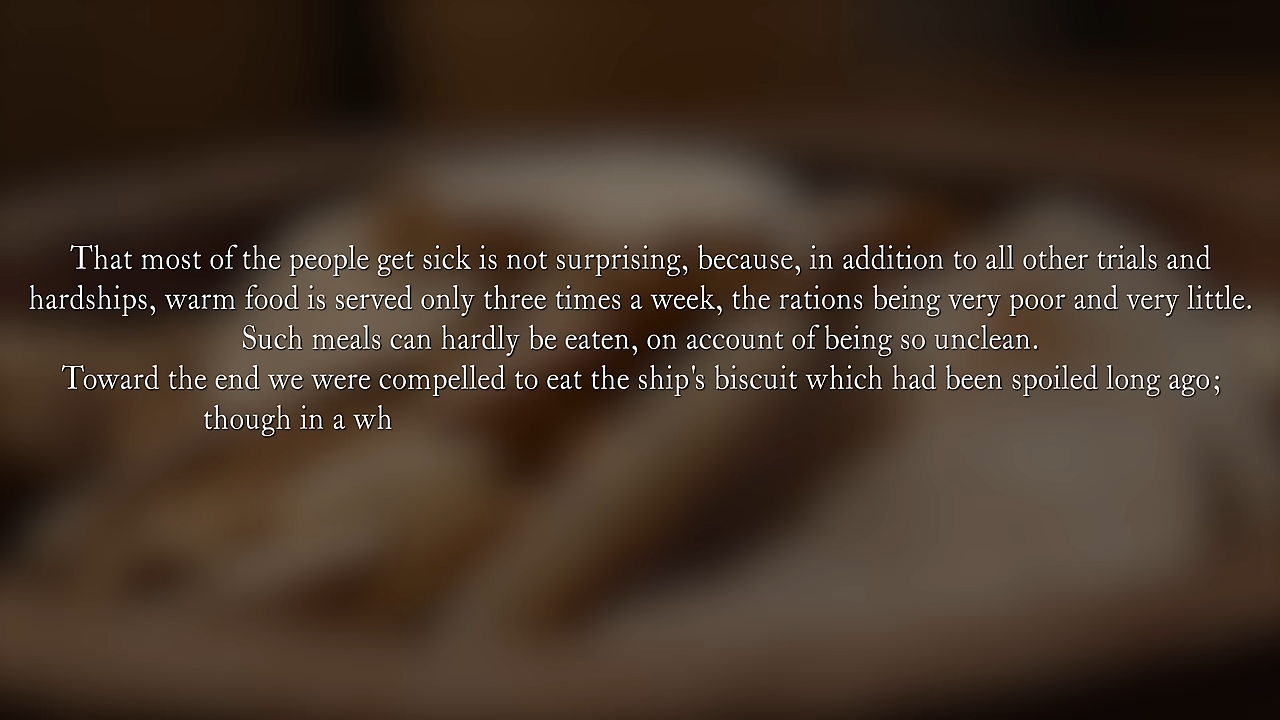 That most of the people get sick is not surprising, because, in addition to all other trials and
hardships, warm food is served only three times a week, the rations being very poor and very little.
Such meals can hardly be eaten, on account of being so unclean.
Toward the end we were compelled to eat the ship's biscuit which had been spoiled long ago;
though in a wh